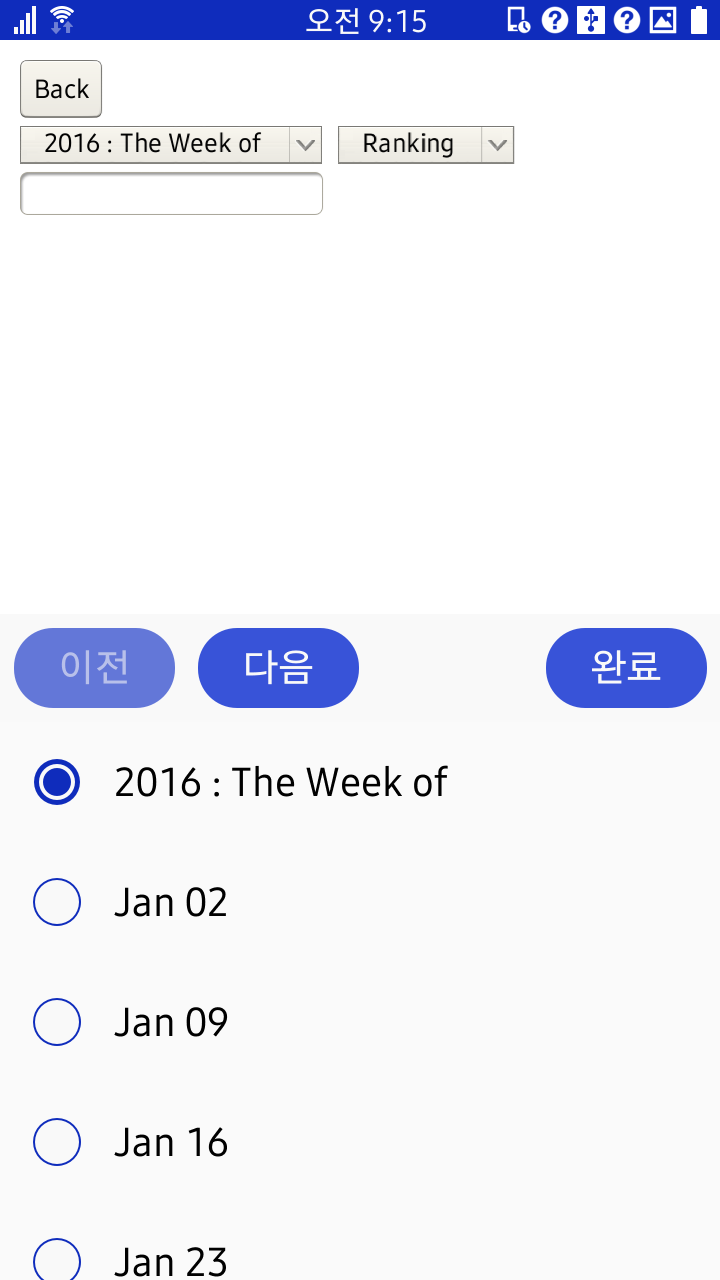 오전 9:15
Back
2016 : The Week of Ranking
이전 다음 완료
2016 : The Week of
Jan 02
Jan 09
Jan 16
Jan 23